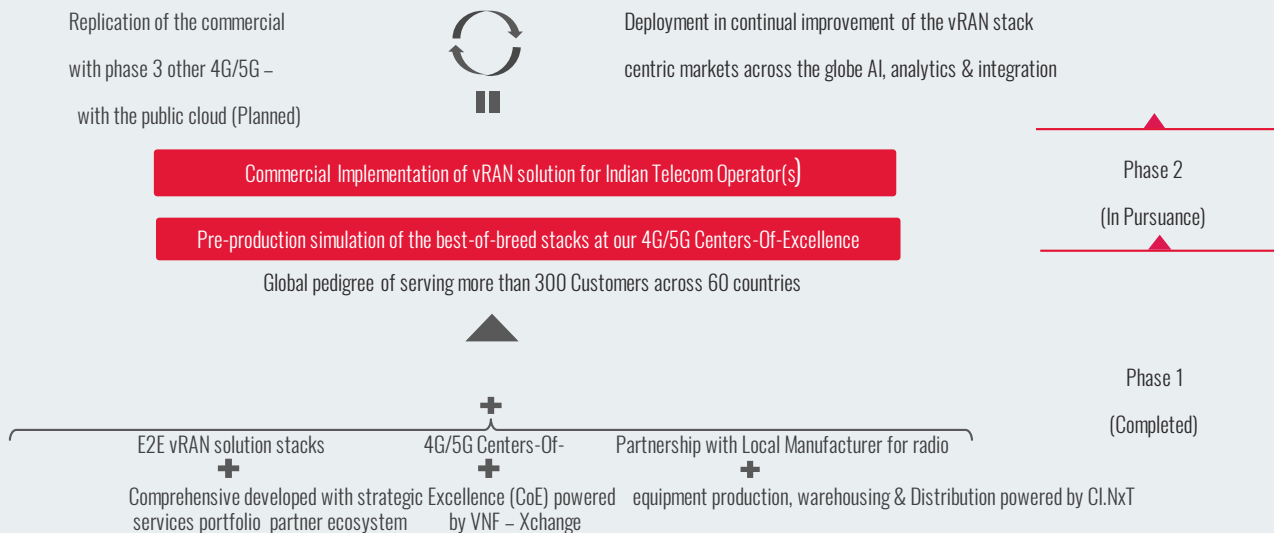 Replication of the commercial
with phase 3 other 4G/5G –
with the public cloud (Planned)
Deployment in continual improvement of the vRAN stack
centric markets across the globe AI, analytics & integration
Commercial Implementation of vRAN solution for Indian Telecom Operator(s)
Pre-production simulation of the best-of-breed stacks at our 4G/5G Centers-Of-Excellence
Global pedigree of serving more than 300 Customers across 60 countries
Phase 2
(In Pursuance)
Phase 1
(Completed)
E2E vRAN solution stacks
4G/5G Centers-Of-
Partnership with Local Manufacturer for radio
Comprehensive developed with strategic Excellence (CoE) powered
equipment production, warehousing & Distribution powered by CI.NxT
services portfolio partner ecosystem
by VNF – Xchange